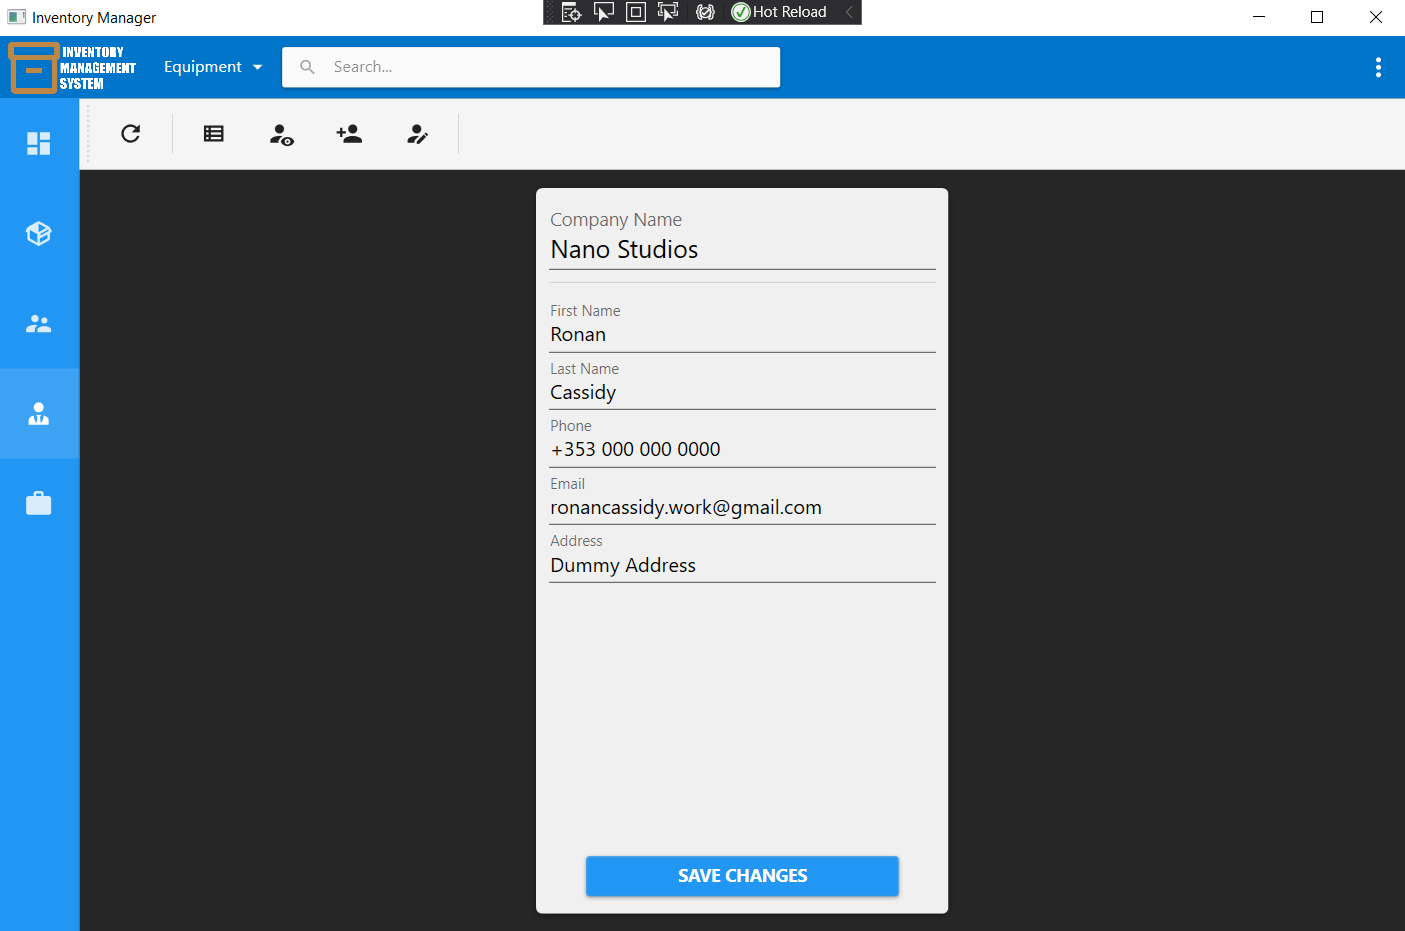 Inventory Manager
Hot Reload
INVENTORY
MANAGEMENT
SYSTEM
Equipment
Search...
Company Name
Nano Studios
First Name
Ronan
Last Name
Cassidy
Phone
+353 000 000 0000
Email
ronancassidy.work@gmail.com
Address
Dummy Address
SAVE CHANGES